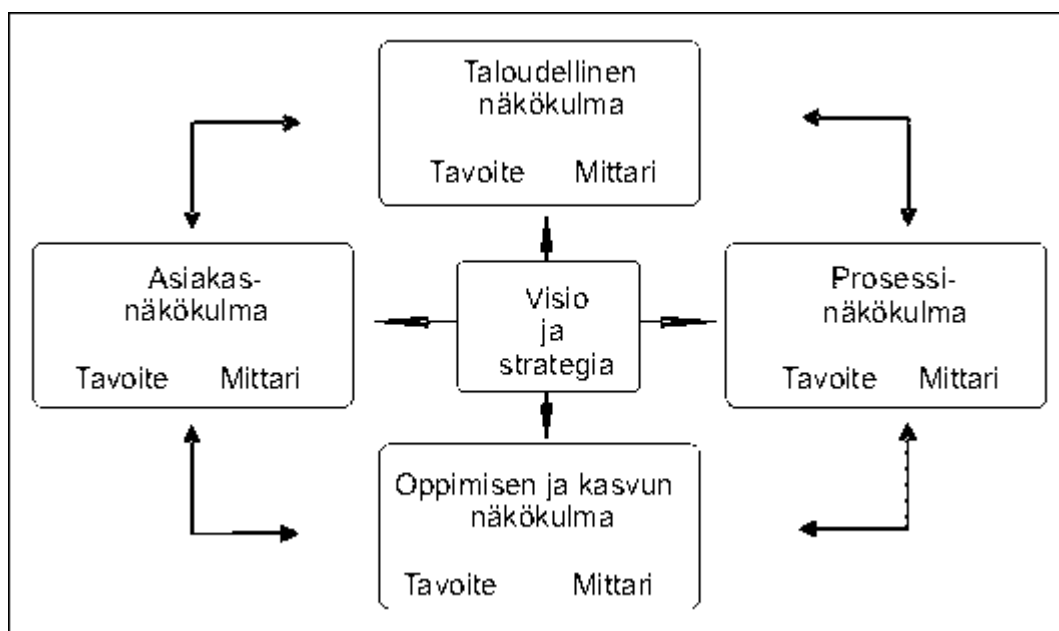 Taloudellinen
näkökulma
Tavoite Mittari
Asiakas-
näkökulma
Tavoite Mittari
Visio
ja
strategia
Prosessi-
näkökulma
Tavoite Mittari
Oppimisen ja kasvun
näkökulma
Tavoite Mittari